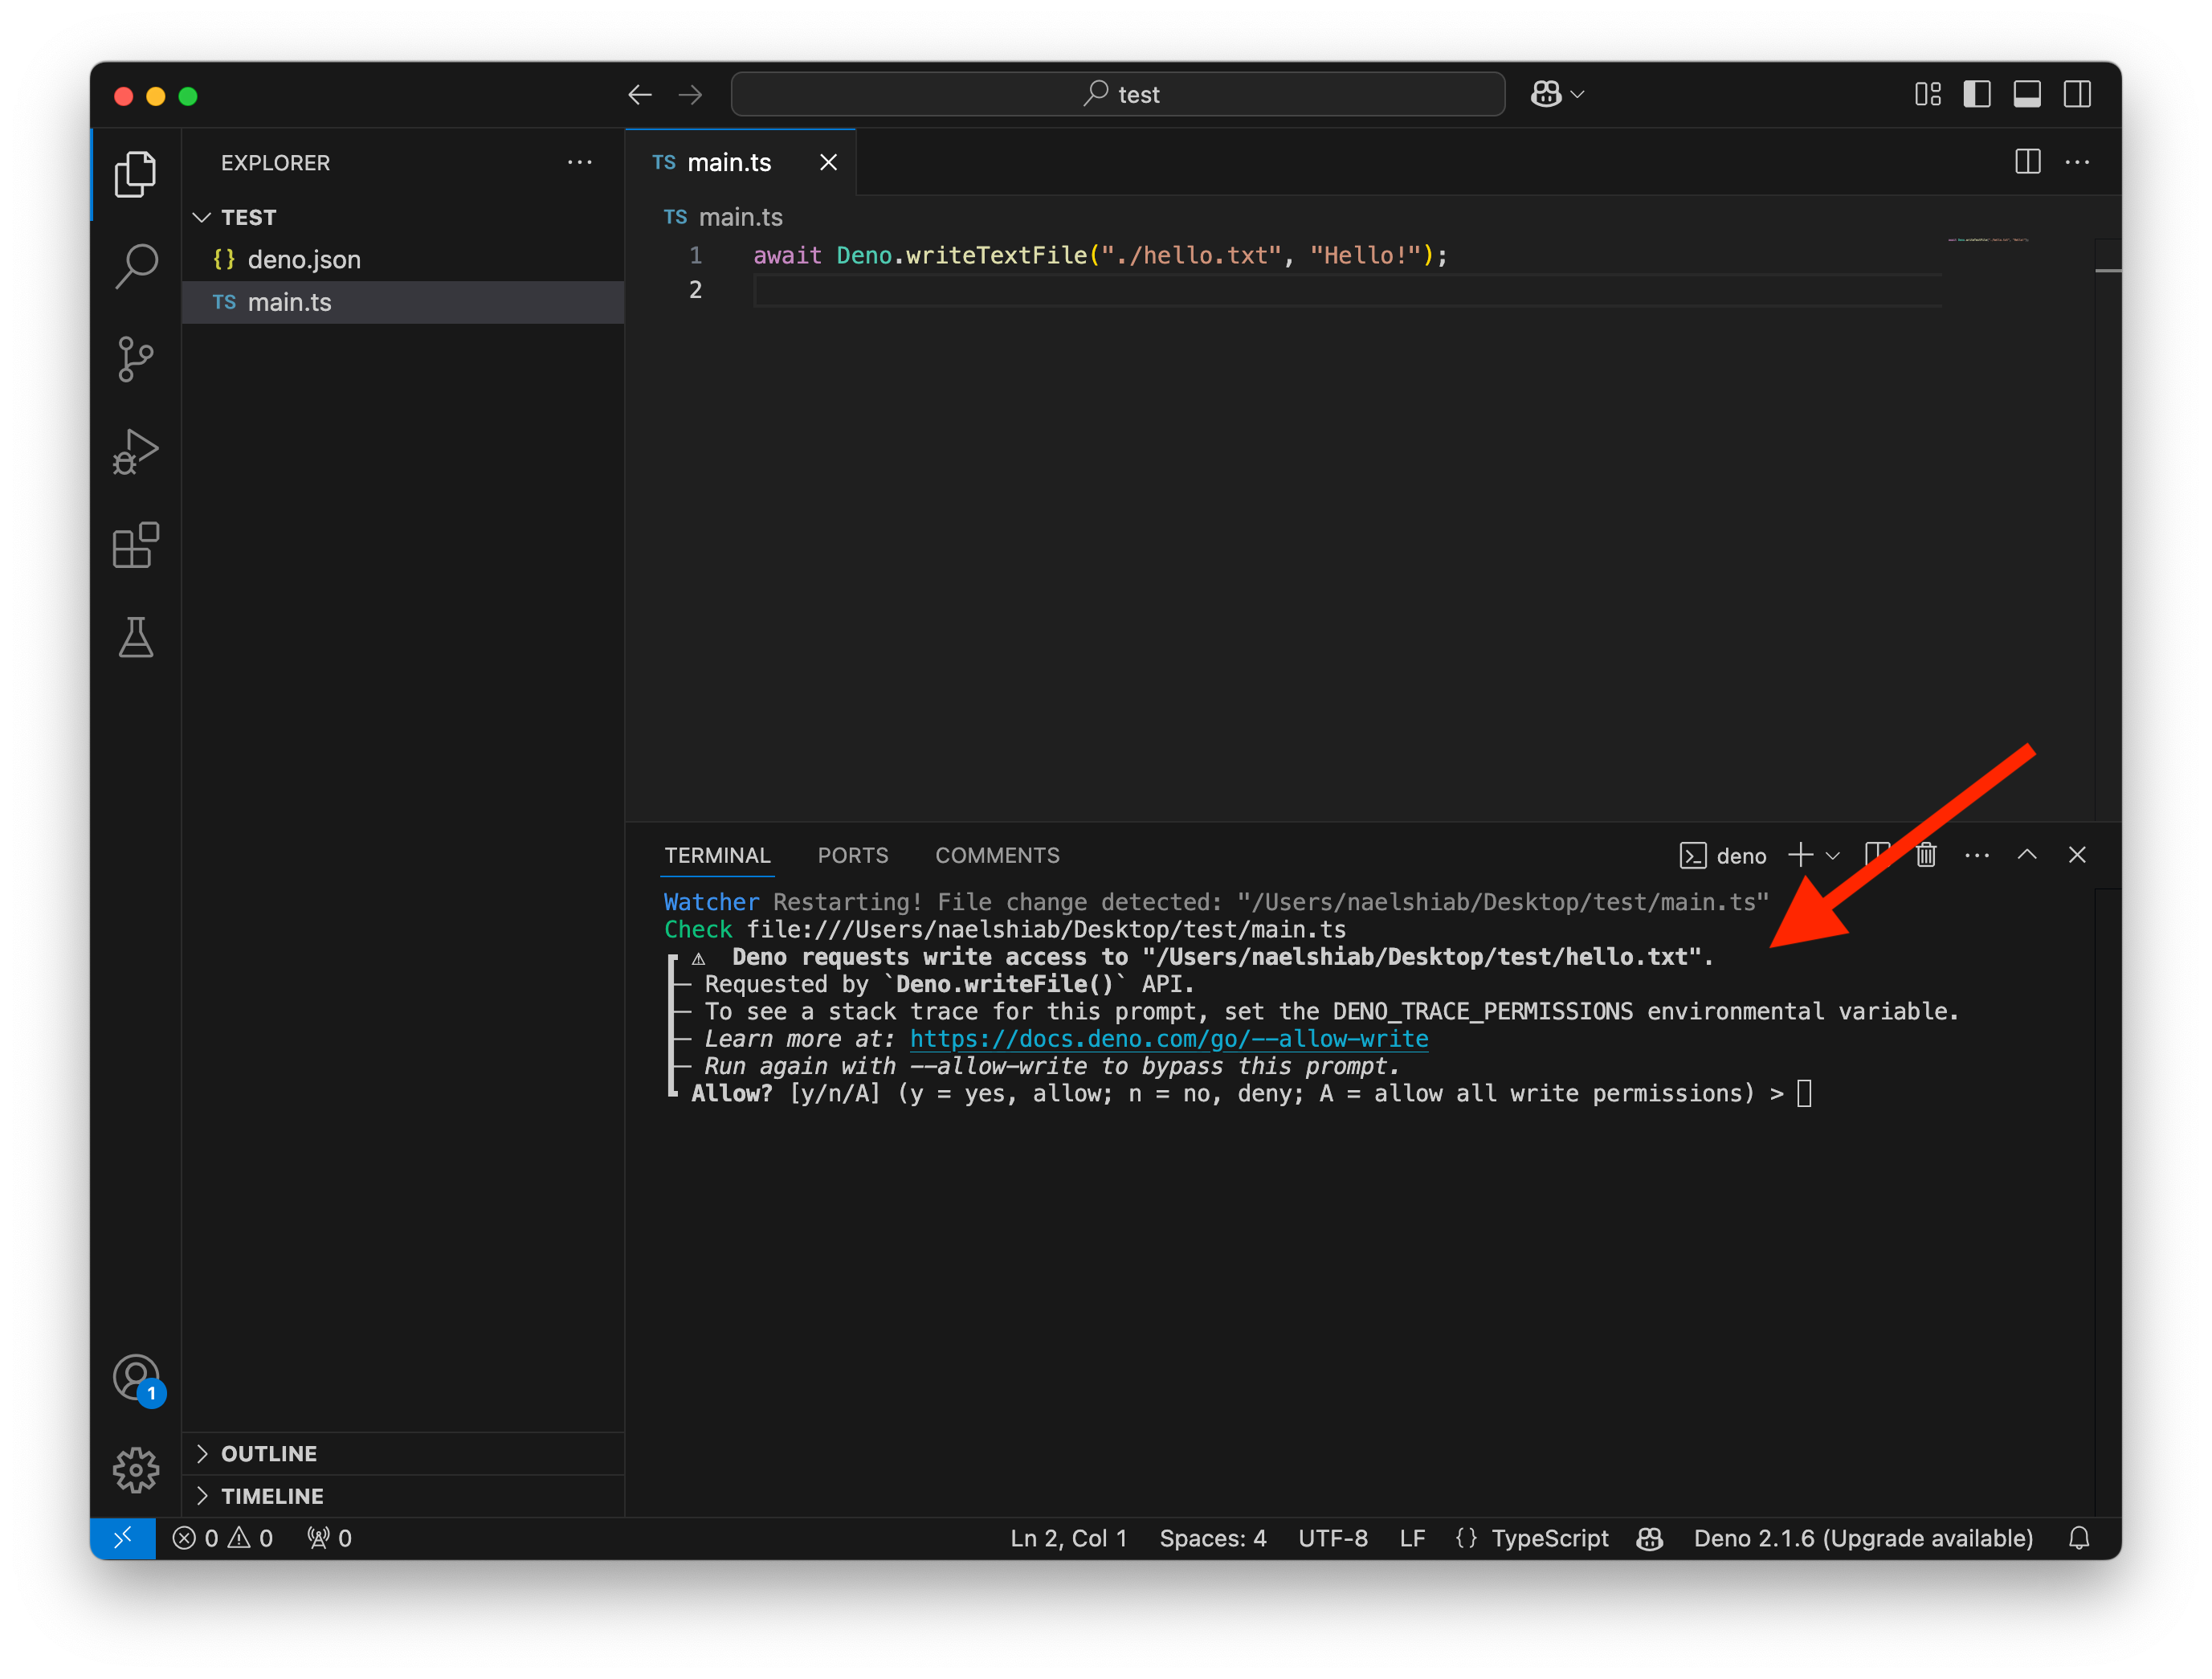 test
EXPLORER
TEST
{} deno.json
TS main.ts
TS main.ts
TS main.ts
1 await Deno.writeTextFile("./hello.txt", "Hello!");
2
TERMINAL PORTS COMMENTS
deno
Watcher Restarting! File change detected: "/Users/naelshiab/Desktop/test/main.ts"
Check file:///Users/naelshiab/Desktop/test/main.ts
⚠ Deno requests write access to "/Users/naelshiab/Desktop/test/hello.txt".
Requested by `Deno.writeFile()` API.
To see a stack trace for this prompt, set the DENO_TRACE_PERMISSIONS environmental variable.
Learn more at: https://docs.deno.com/go/--allow-write
Run again with --allow-write to bypass this prompt.
Allow? [y/n/A] (y = yes, allow; n = no, deny; A = allow all write permissions) >
1
OUTLINE
TIMELINE
0 0 0 Ln 2, Col 1 Spaces: 4 UTF-8 LF {} TypeScript Deno 2.1.6 (Upgrade available)